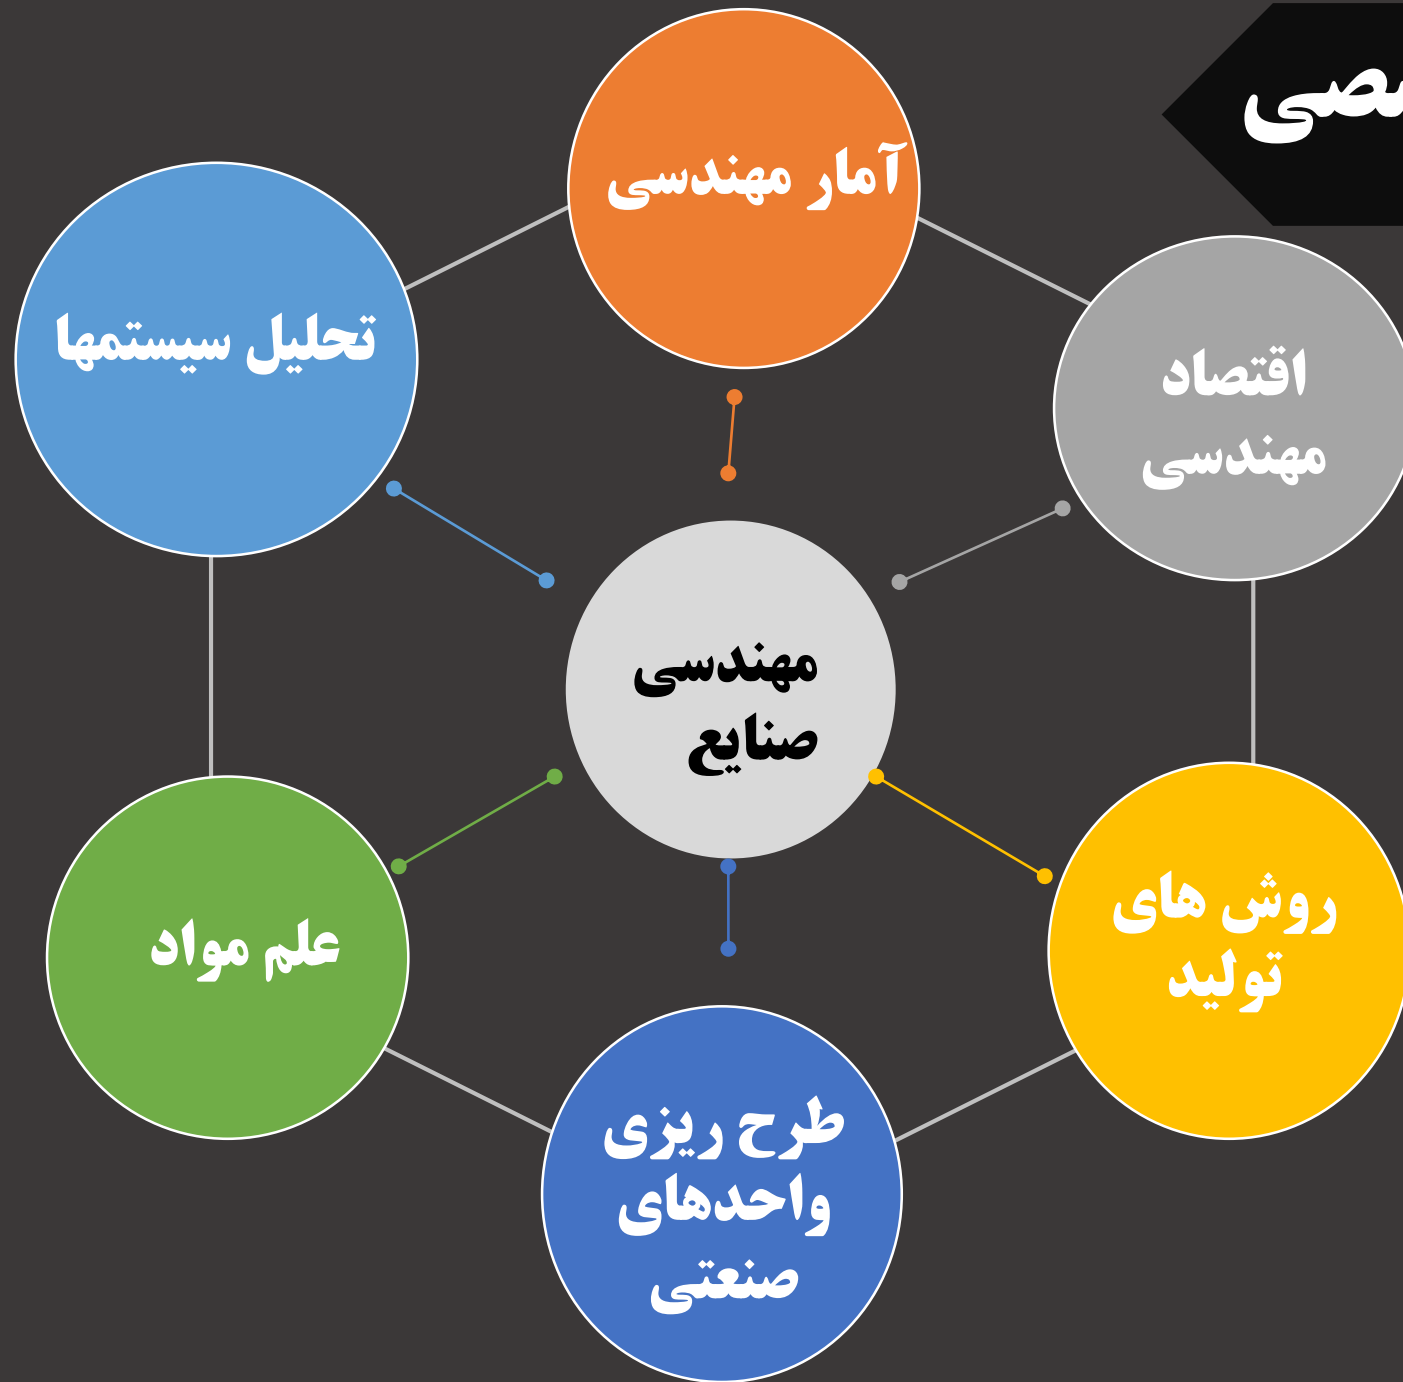 آمار مهندسی
تحلیل سیستمها
اقتصاد
مهندسی
مهندسی
صنایع
روش های
تولید
علم مواد
طرح ریزی
واحدهای
صنعتی